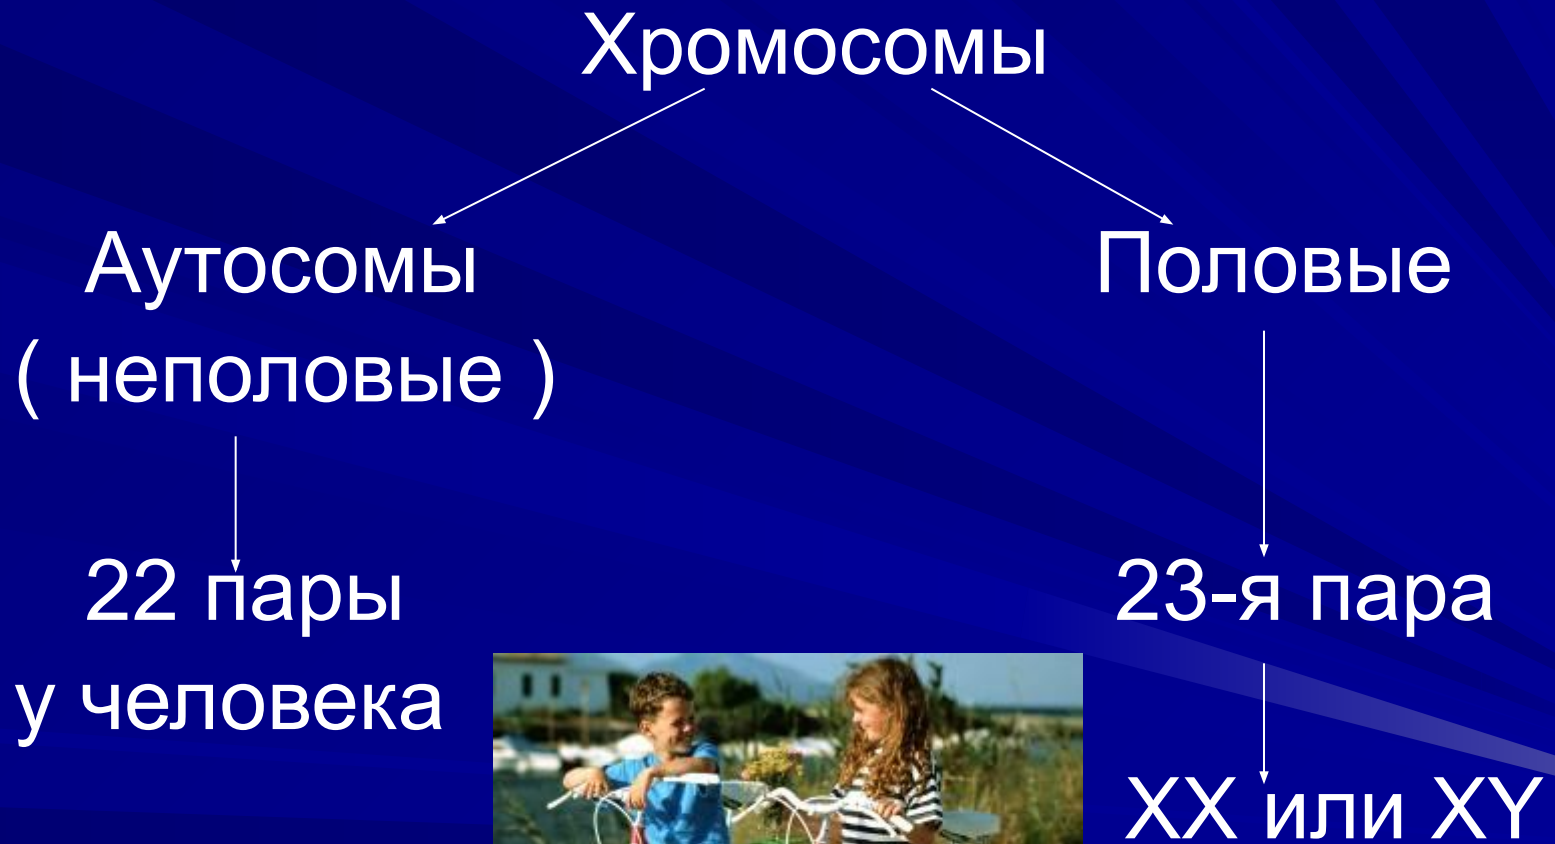 Хромосомы
Аутосомы
( неполовые )
Половые
22 пары
у человека
23-я пара
XX или XY